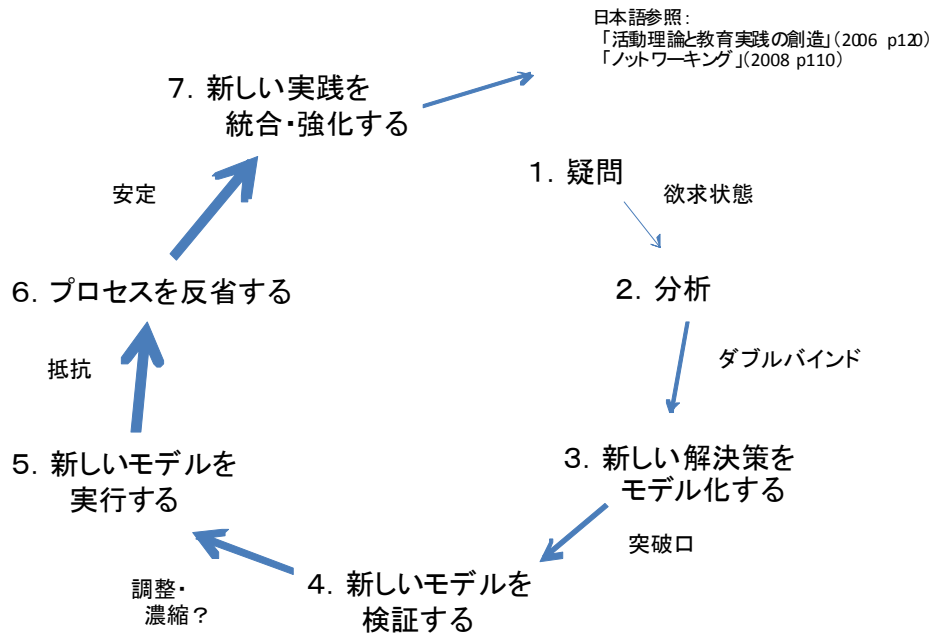 日本語参照：
「活動理論と教育実践の創造」（2006 p120）
「ノットワーキング」（2008 p110）
1．疑問
欲求状態
2．分析
ダブルバインド
3．新しい解決策を
モデル化する
突破口
4．新しいモデルを
検証する
調整・
濃縮？
5．新しいモデルを
実行する
抵抗
6．プロセスを反省する
安定
7．新しい実践を
統合・強化する